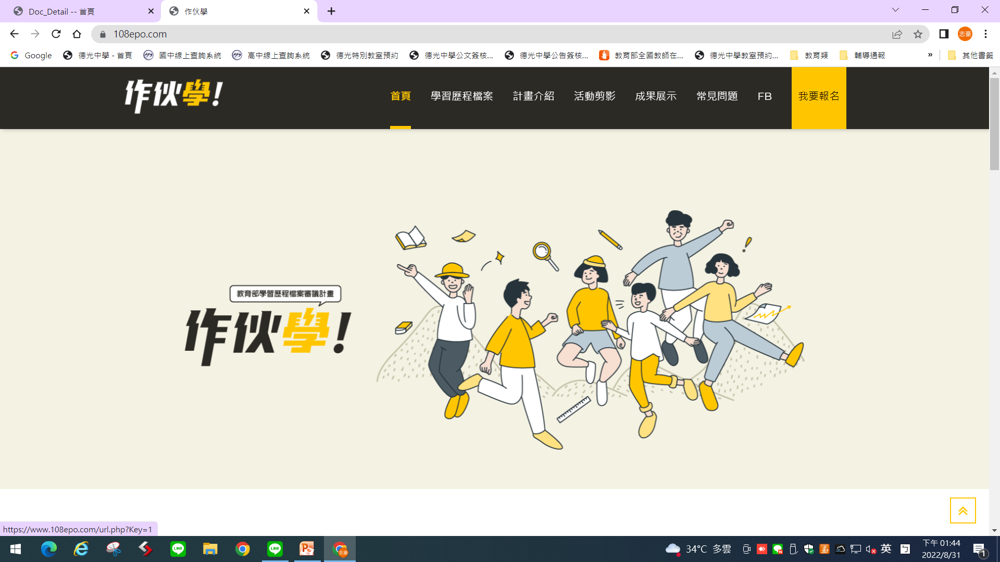 Doc_Detail -- 首頁
作伙學
108epo.com
志豪
Google
德光中學 - 首頁
國中線上查詢系統
高中線上查詢系統
德光特別教室預約
德光中學公文簽核...
德光中學公告簽核...
教育部全國教師在...
德光中學教室預約...
教育類
輔導通報
»
其他書籤
作伙學!
首頁
學習歷程檔案
計畫介紹
活動剪影
成果展示
常見問題
FB
我要報名
教育部學習歷程檔案審議計畫
作伙學!
https://www.108epo.com/url.php?Key=1
34°C 多雲
英
下午 01:44
2022/8/31
1